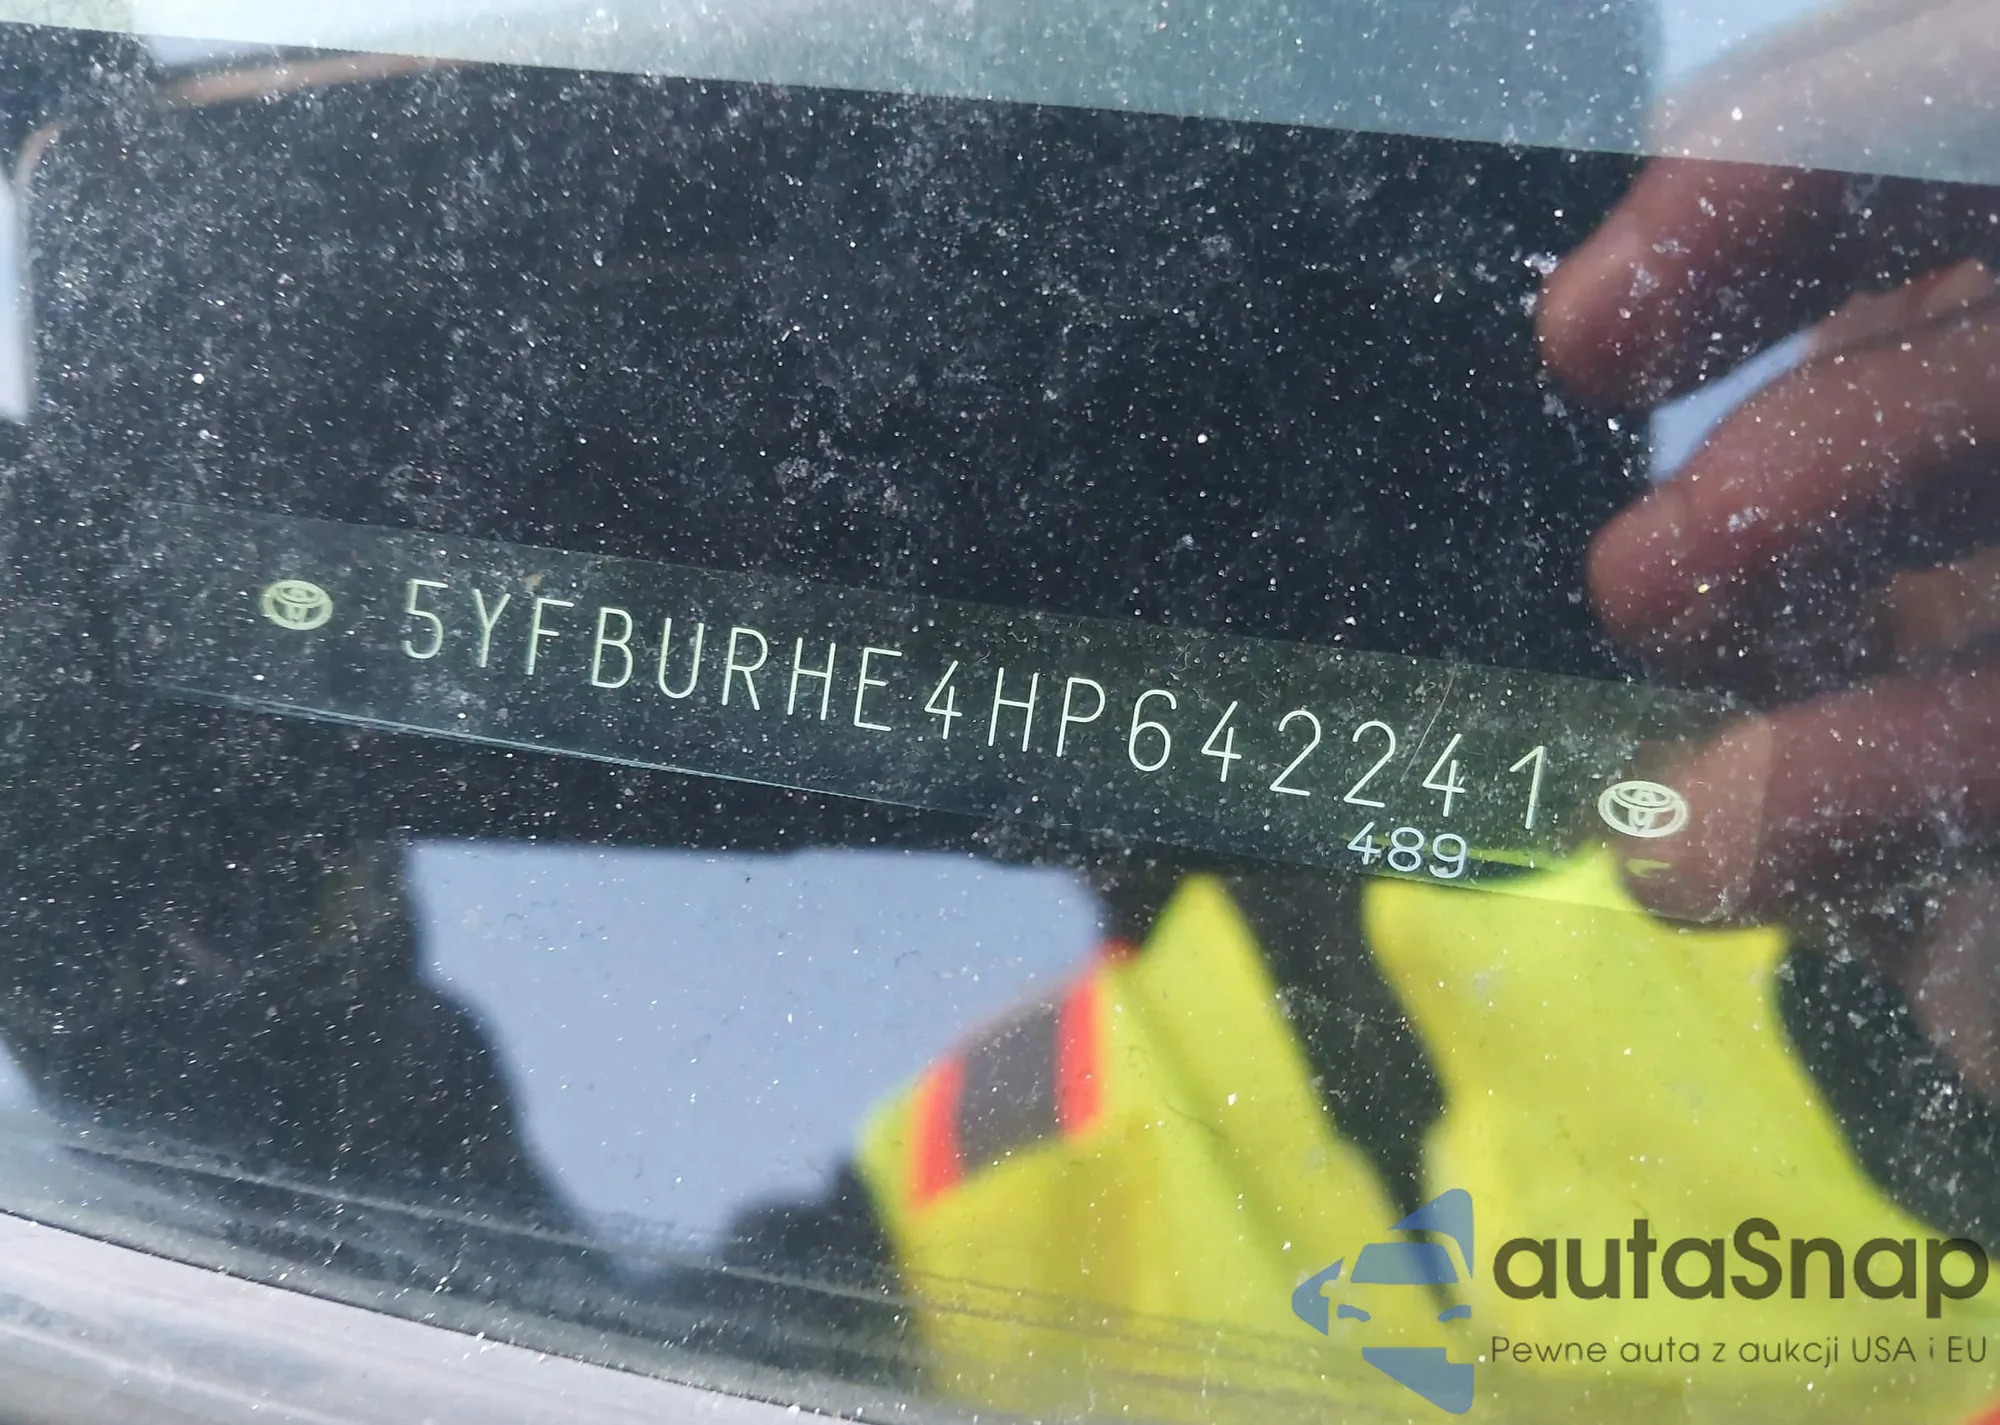 5YFBURHE4HP642241
489
autaSnap
Pewne auta z aukcji USA i EU